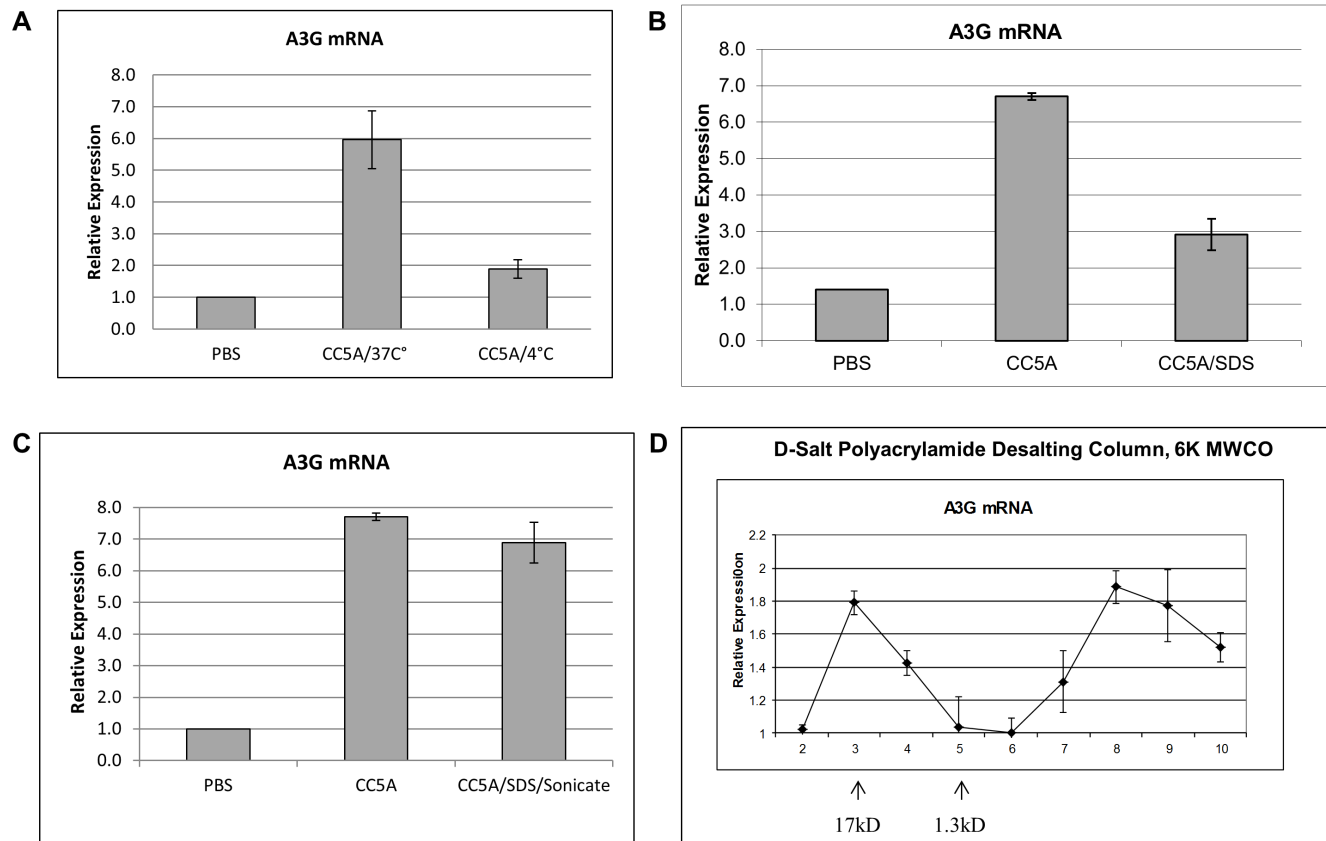 A
A3G mRNA
Relative Expression
8.0
7.0
6.0
5.0
4.0
3.0
2.0
1.0
0.0
PBS
CC5A/37C°
CC5A/4°C
B
A3G mRNA
Relative Expression
8.0
7.0
6.0
5.0
4.0
3.0
2.0
1.0
0.0
PBS
CC5A
CC5A/SDS
C
A3G mRNA
Relative Expression
8.0
7.0
6.0
5.0
4.0
3.0
2.0
1.0
0.0
PBS
CC5A
CC5A/SDS/Sonicate
D
D-Salt Polyacrylamide Desalting Column, 6K MWCO
A3G mRNA
Relative Expressi0on
2.2
2
1.8
1.6
1.4
1.2
1
2 3 4 5 6 7 8 9 10
17kD 1.3kD